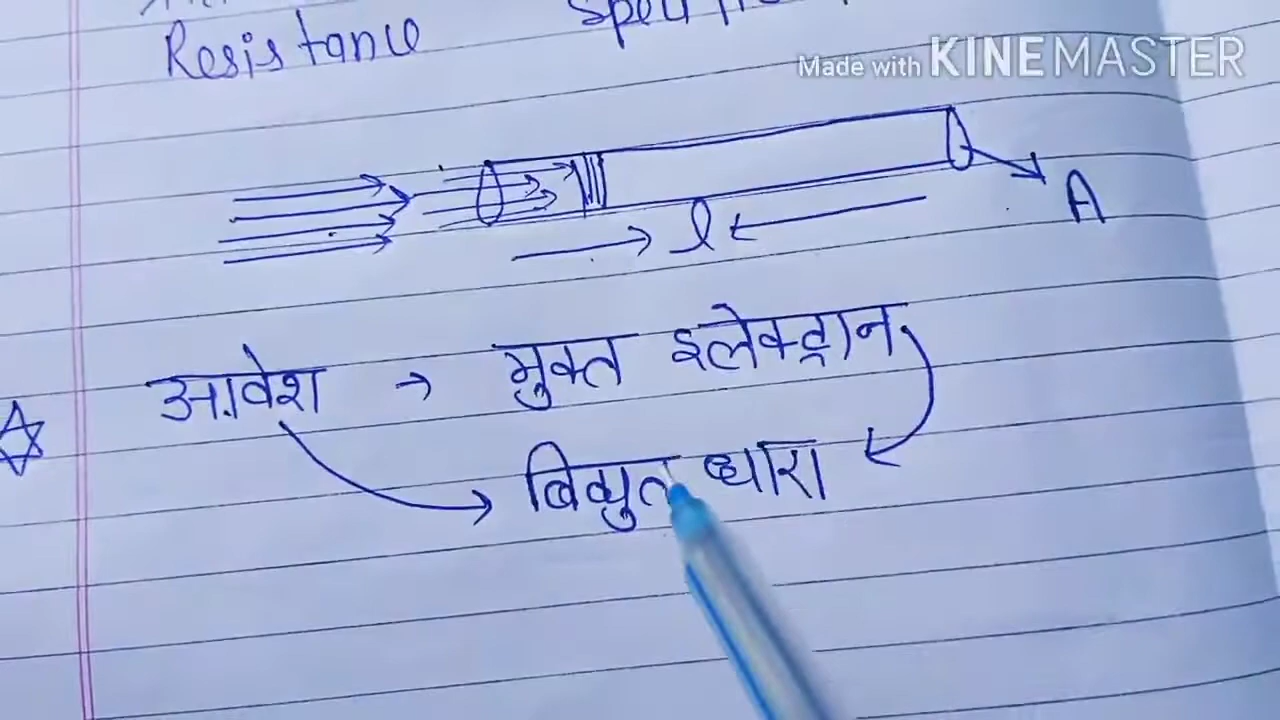 Resistance
Made with KINEMASTER
A
l
आवेश → मुक्त इलेक्ट्रान
विद्युत धारा